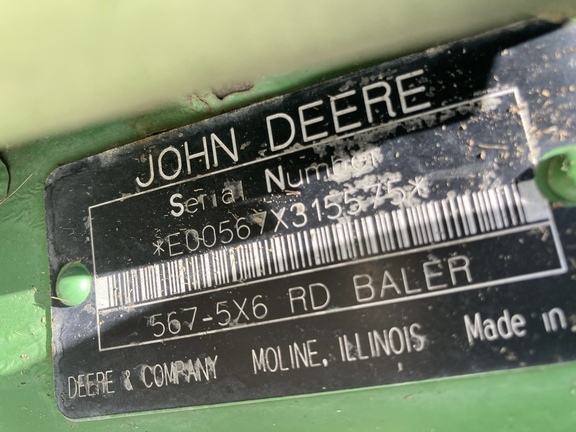 JOHN DEERE
Serial Number
*E00567X315575*
567-5X6 RD BALER
DEERE & COMPANY MOLINE, ILLINOIS Made in